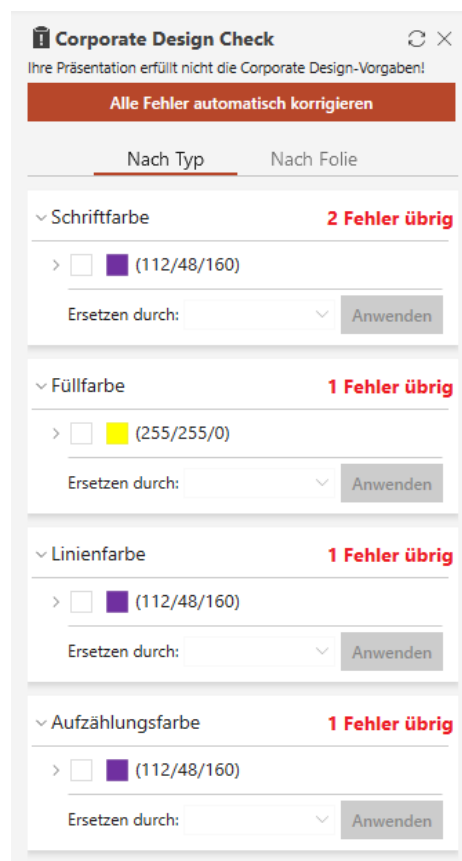 Corporate Design Check
Ihre Präsentation erfüllt nicht die Corporate Design-Vorgaben!
Alle Fehler automatisch korrigieren
Nach Typ Nach Folie
Schriftfarbe 2 Fehler übrig
(112/48/160)
Ersetzen durch: Anwenden
Füllfarbe 1 Fehler übrig
(255/255/0)
Ersetzen durch: Anwenden
Linienfarbe 1 Fehler übrig
(112/48/160)
Ersetzen durch: Anwenden
Aufzählungsfarbe 1 Fehler übrig
(112/48/160)
Ersetzen durch: Anwenden